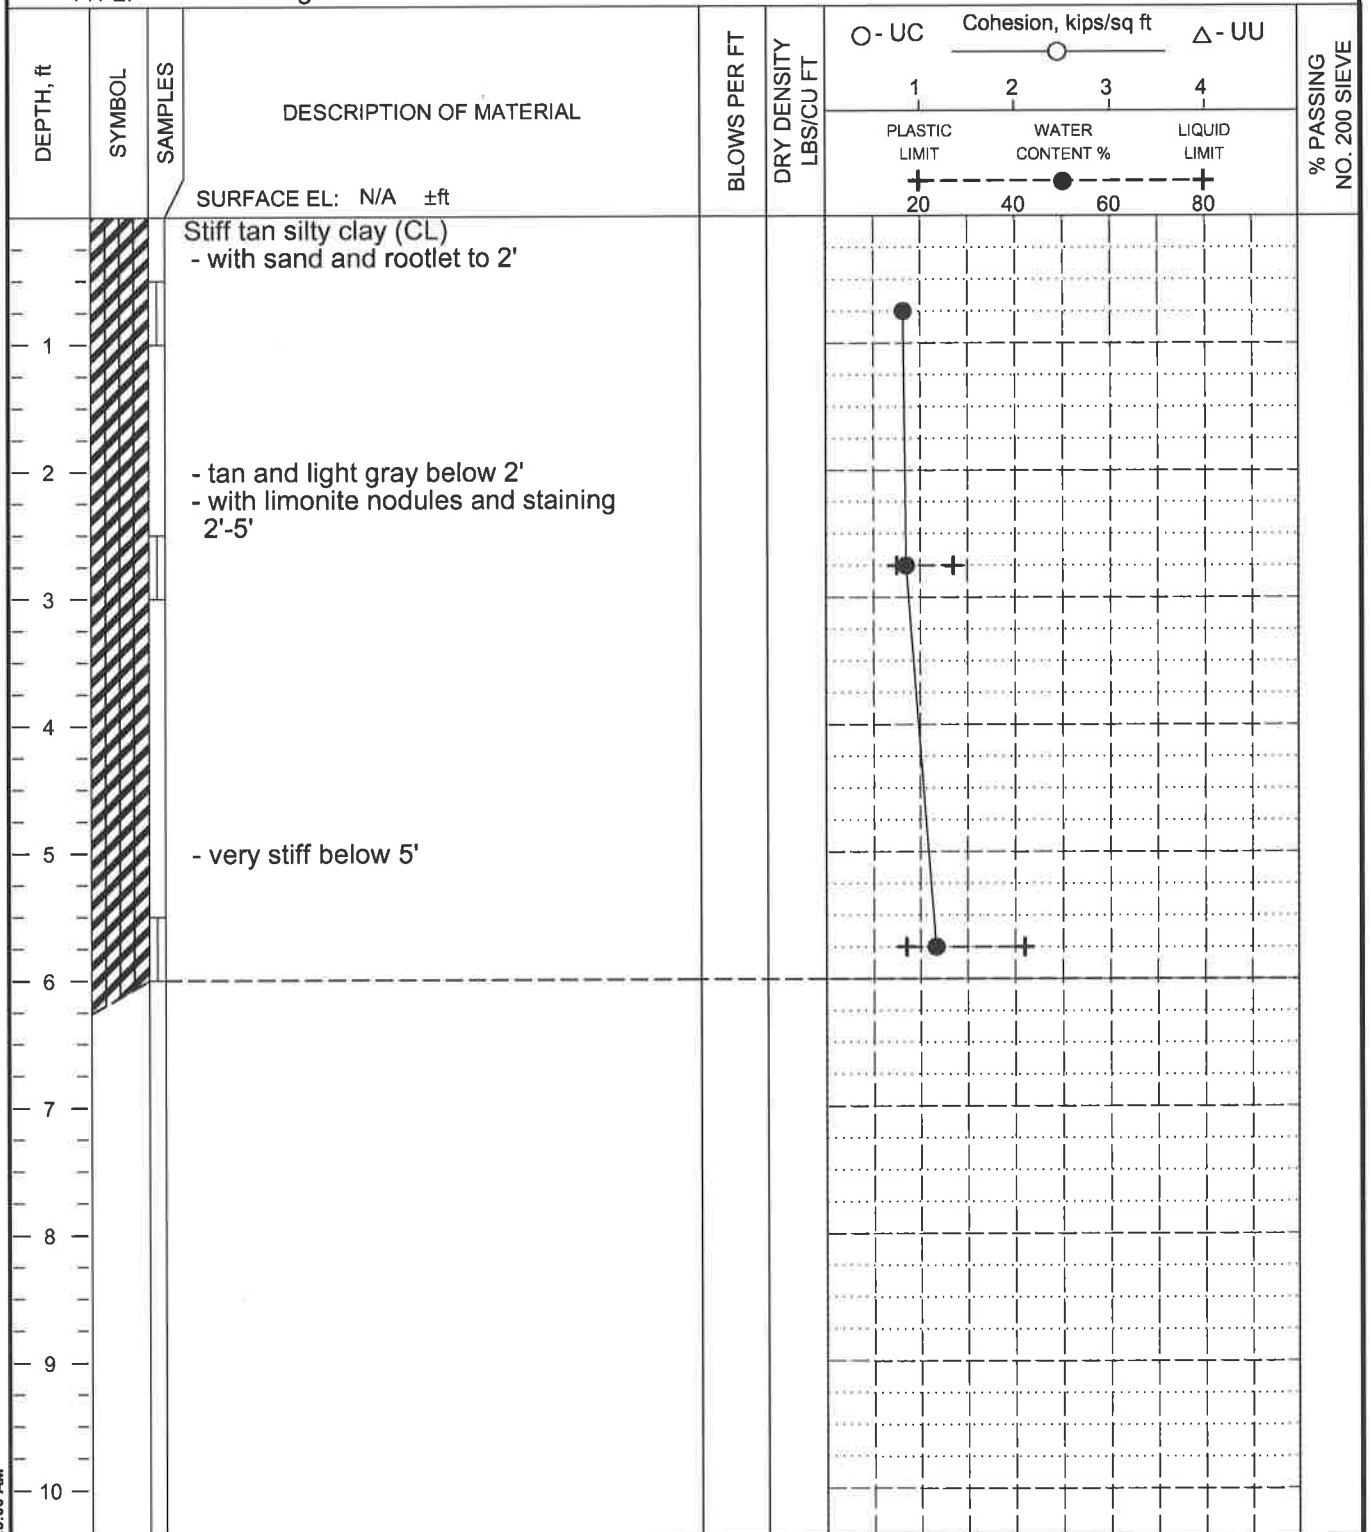 DEPTH, ft
SYMBOL
SAMPLES
DESCRIPTION OF MATERIAL
SURFACE EL: N/A ±ft
BLOWS PER FT
DRY DENSITY
LBS/CU FT
○ - UC Cohesion, kips/sq ft △ - UU
1 2 3 4
PLASTIC LIMIT
WATER CONTENT %
LIQUID LIMIT
20 40 60 80
% PASSING
NO. 200 SIEVE
Stiff tan silty clay (CL)
- with sand and rootlet to 2'
1
2
- tan and light gray below 2'
- with limonite nodules and staining
2'-5'
3
4
5
- very stiff below 5'
6
7
8
9
10